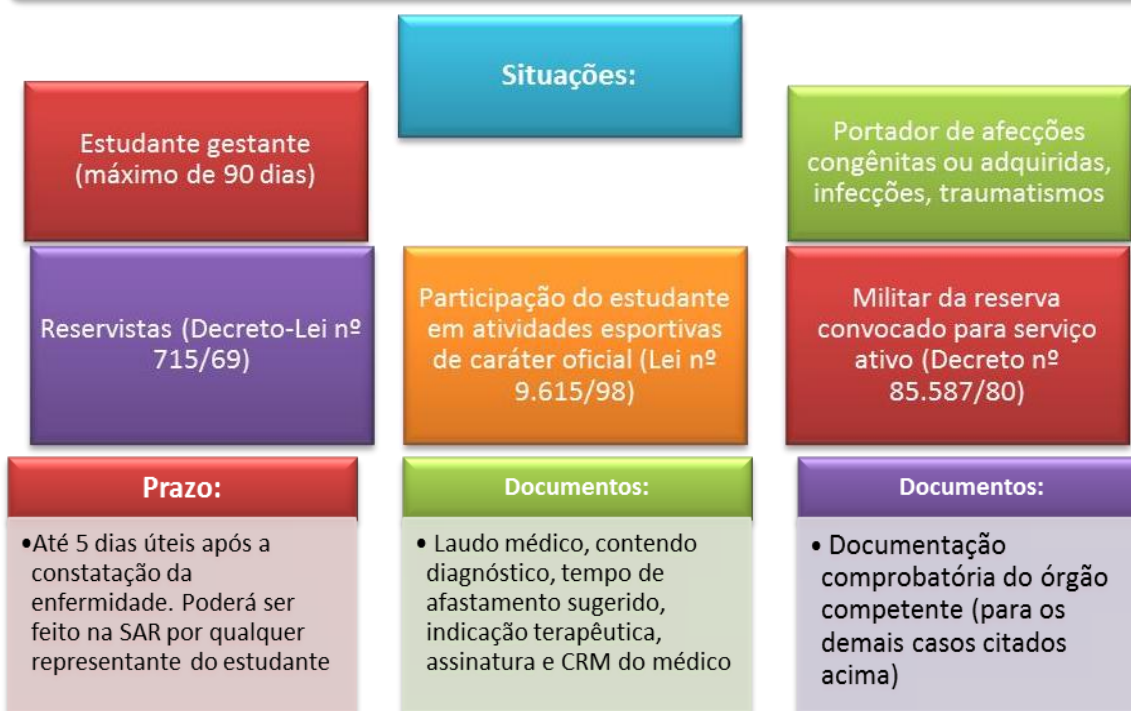 Situações:
Estudante gestante
(máximo de 90 dias)
Portador de afecções
congênitas ou adquiridas,
infecções, traumatismos
Reservistas (Decreto-Lei nº
715/69)
Participação do estudante
em atividades esportivas
de caráter oficial (Lei nº
9.615/98)
Militar da reserva
convocado para serviço
ativo (Decreto nº
85.587/80)
Prazo:
•Até 5 dias úteis após a
constatação da
enfermidade. Poderá ser
feito na SAR por qualquer
representante do estudante
Documentos:
• Laudo médico, contendo
diagnóstico, tempo de
afastamento sugerido,
indicação terapêutica,
assinatura e CRM do médico
Documentos:
• Documentação
comprobatória do órgão
competente (para os
demais casos citados
acima)